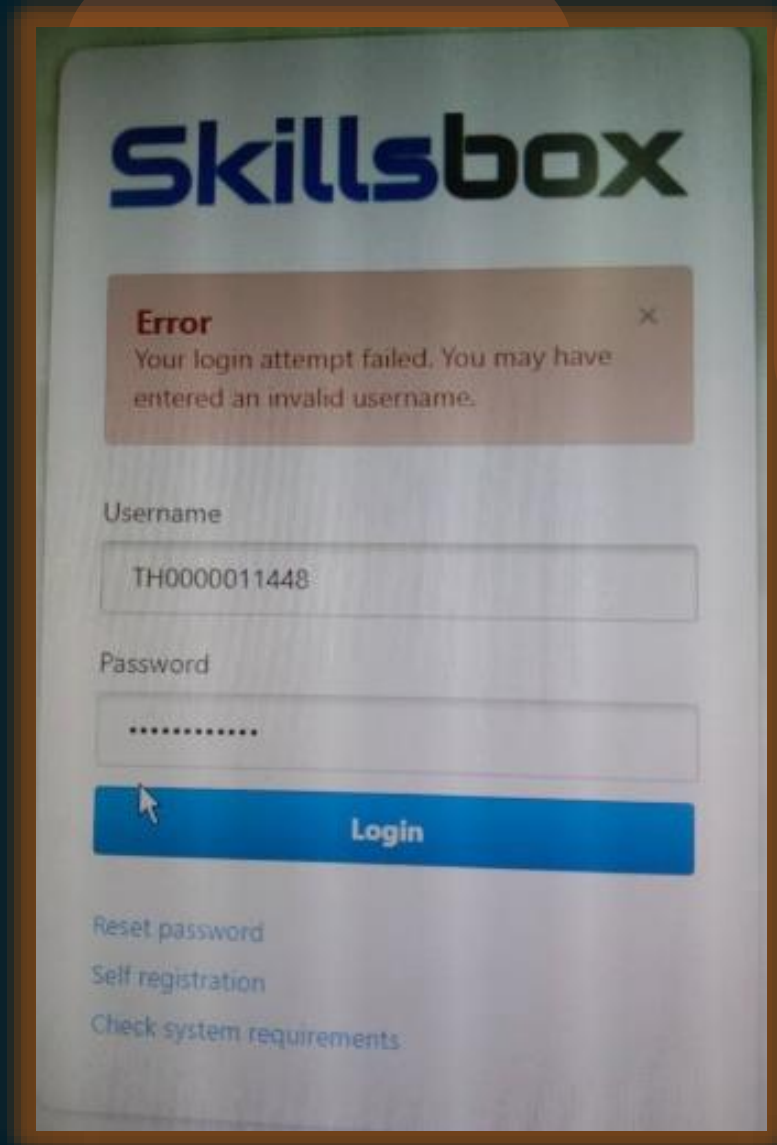 Skillsbox
Error
×
Your login attempt failed. You may have
entered an invalid username.
Username
TH0000011448
Password
••••••••••••
Login
Reset password
Self registration
Check system requirements